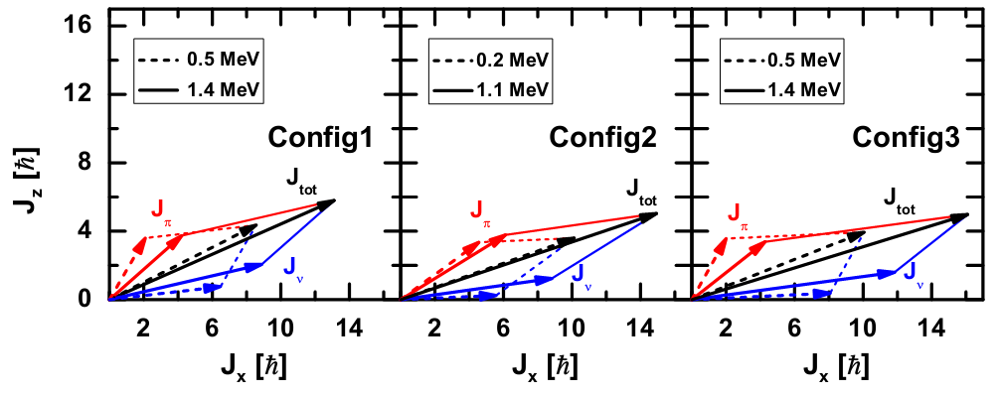 16
12
8
4
0
J_z [ħ]
0.5 MeV
1.4 MeV
Config1
J_tot
J_π
J_ν
2 6 10 14
J_x [ħ]
0.2 MeV
1.1 MeV
Config2
J_tot
J_π
J_ν
2 6 10 14
J_x [ħ]
0.5 MeV
1.4 MeV
Config3
J_tot
J_π
J_ν
2 6 10 14
J_x [ħ]